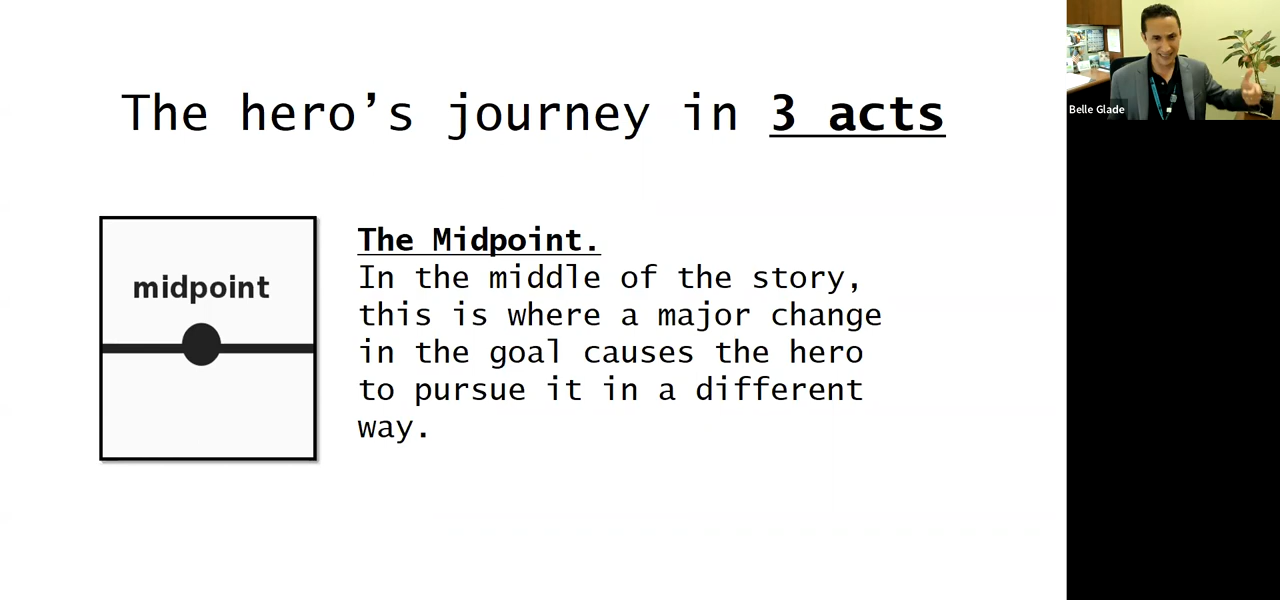 The hero’s journey in 3 acts
midpoint
The Midpoint.
In the middle of the story,
this is where a major change
in the goal causes the hero
to pursue it in a different
way.
Belle Glade